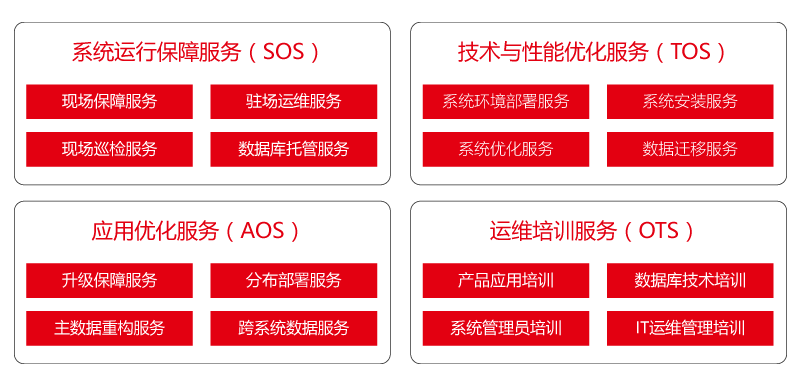 系统运行保障服务（SOS）
现场保障服务
驻场运维服务
现场巡检服务
数据库托管服务
技术与性能优化服务（TOS）
系统环境部署服务
系统安装服务
系统优化服务
数据迁移服务
应用优化服务（AOS）
升级保障服务
分布部署服务
主数据重构服务
跨系统数据服务
运维培训服务（OTS）
产品应用培训
数据库技术培训
系统管理员培训
IT运维管理培训